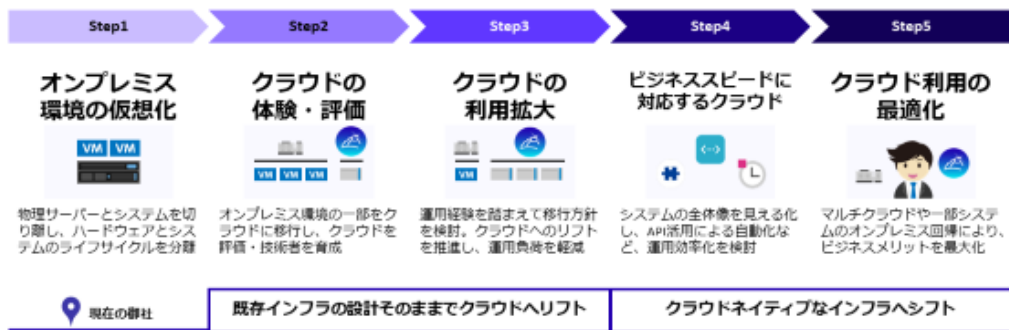 Step1
Step2
Step3
Step4
Step5
オンプレミス
環境の仮想化
クラウドの
体験・評価
クラウドの
利用拡大
ビジネススピードに
対応するクラウド
クラウド利用の
最適化
VM VM
VM VM VM
VM
物理サーバーとシステムを切
り離し、ハードウェアとシス
テムのライフサイクルを分離
オンプレミス環境の一部をク
ラウドに移行し、クラウドを
評価・技術者を育成
運用経験を踏まえて移行方針
を検討。クラウドへのリフト
を推進し、運用負荷を軽減
システムの全体像を見える化
し、API活用による自動化な
ど、運用効率化を検討
マルチクラウドや一部システ
ムのオンプレミス回帰により、
ビジネスメリットを最大化
現在の御社
既存インフラの設計そのままでクラウドへリフト
クラウドネイティブなインフラへシフト